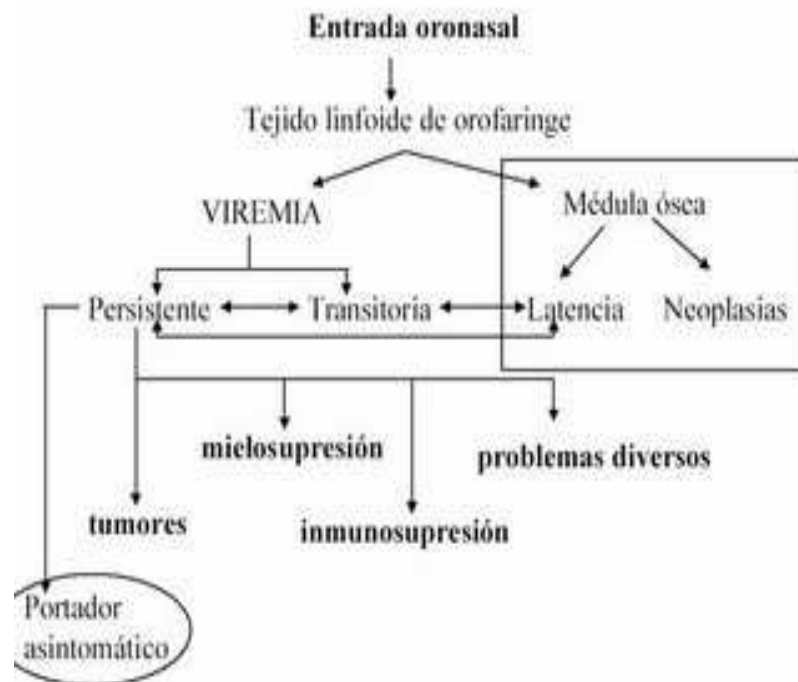 Entrada oronasal
Tejido linfoide de orofaringe
VIREMIA
Médula ósea
Persistente
Transitoria
Latencia
Neoplasias
mielosupresión
problemas diversos
tumores
inmunosupresión
Portador
asintomático